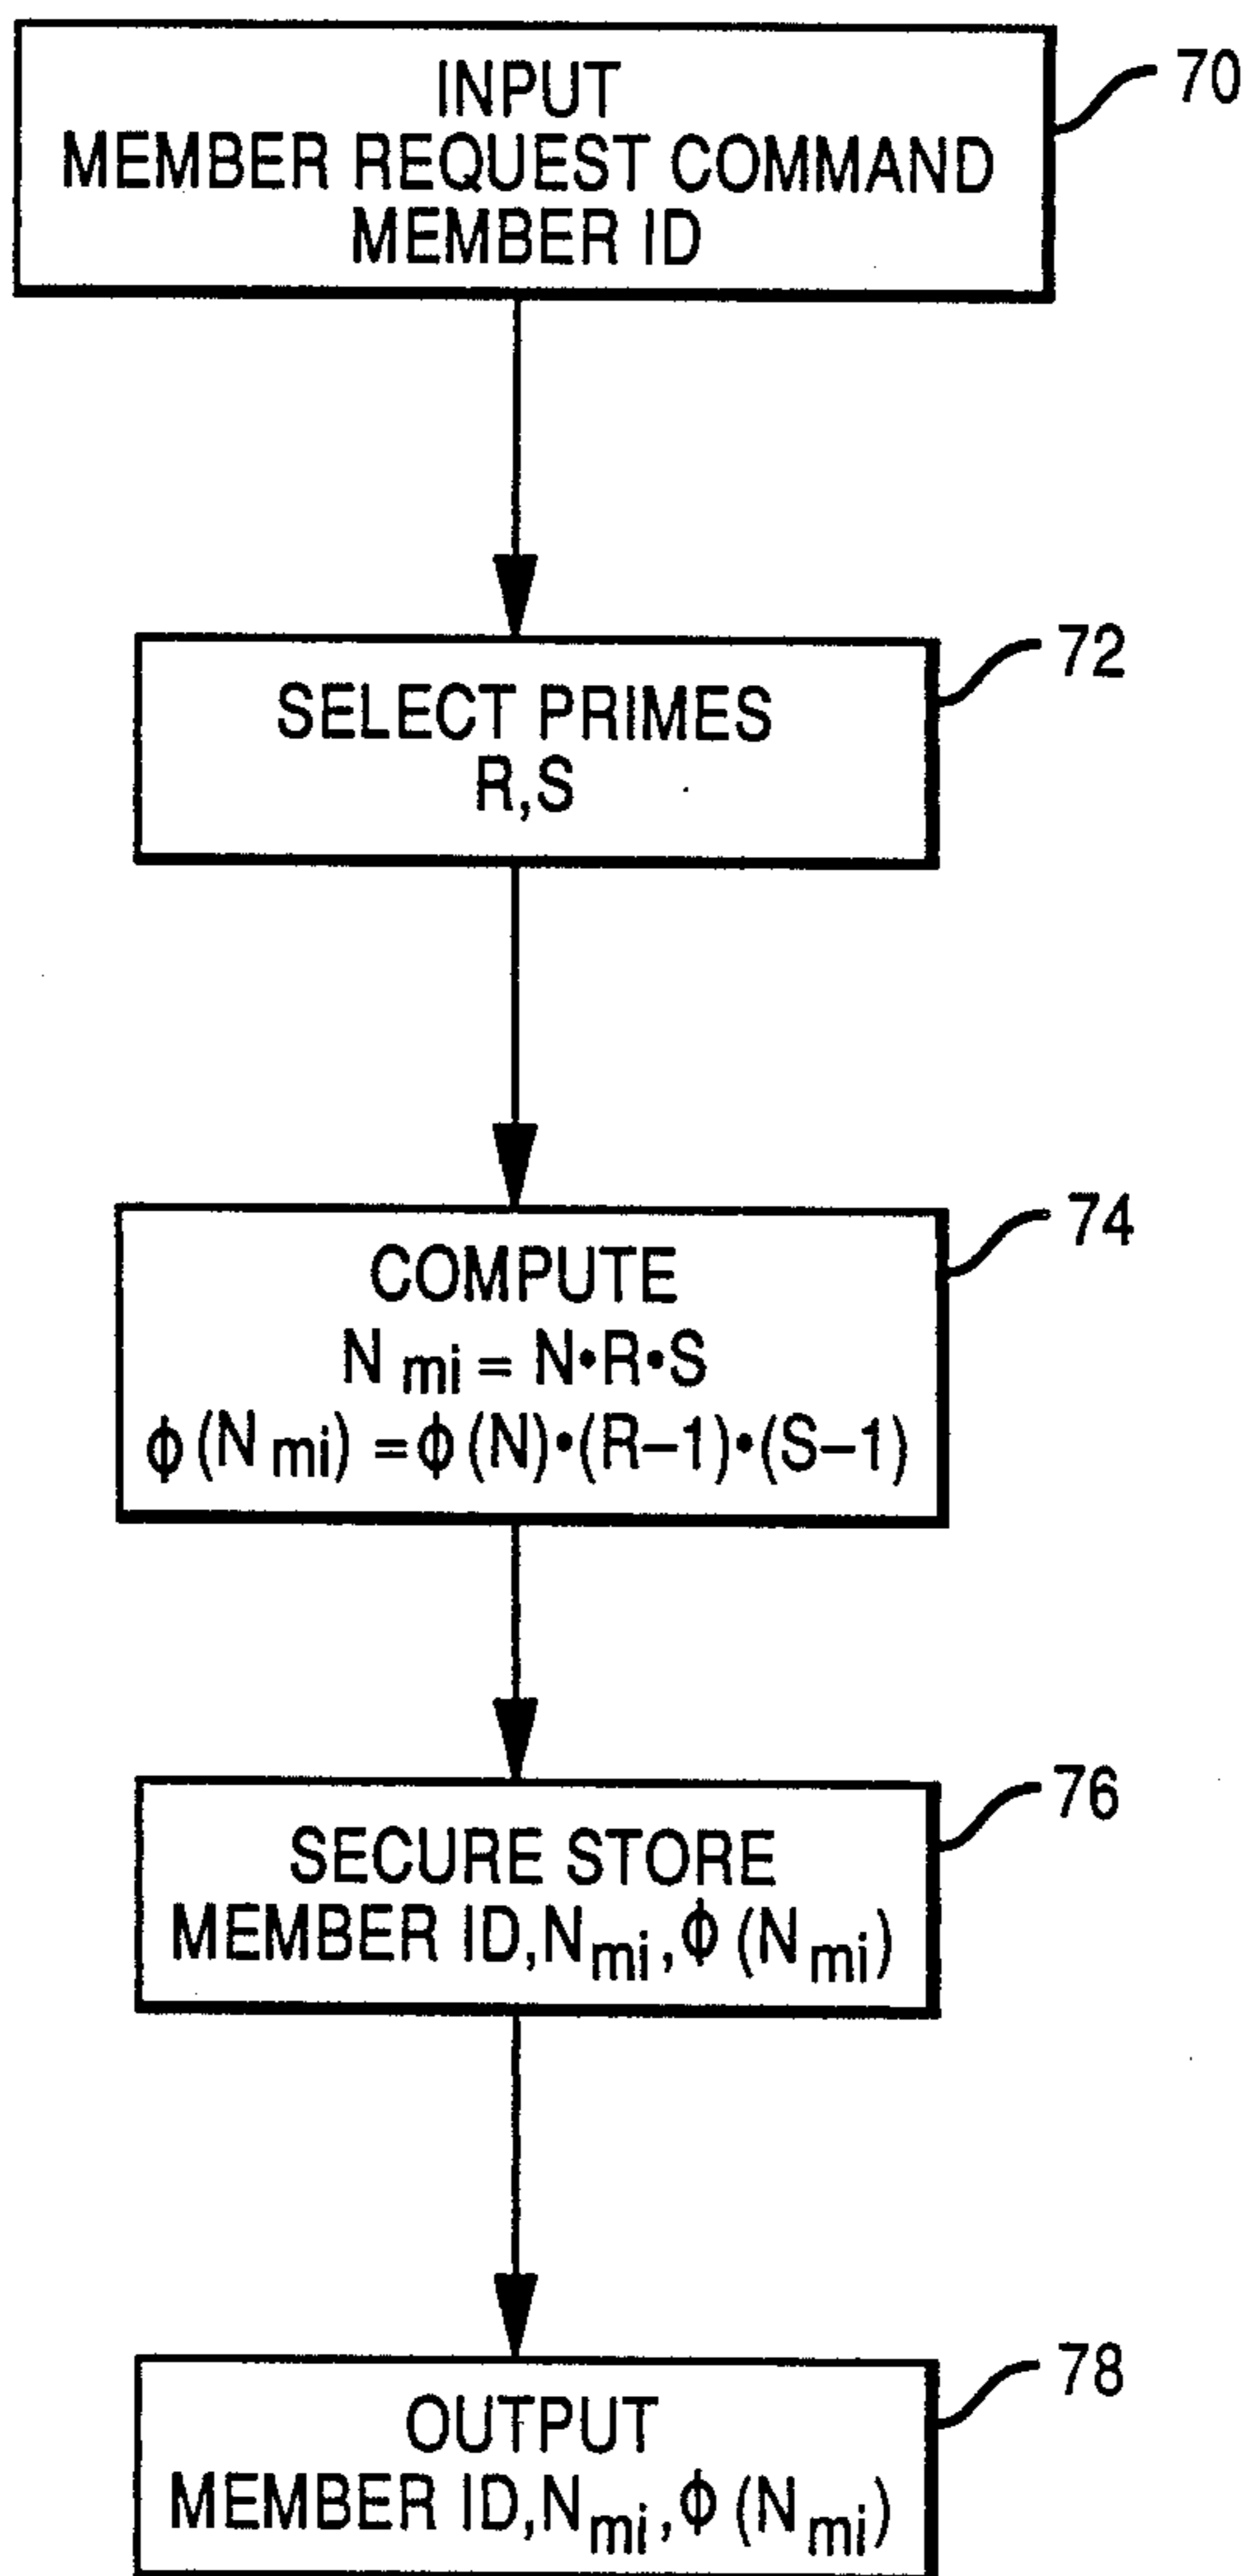 INPUT
MEMBER REQUEST COMMAND
MEMBER ID
70
SELECT PRIMES
R,S
72
COMPUTE
N mi = N•R•S
ϕ (N mi) = ϕ (N)•(R–1)•(S–1)
74
SECURE STORE
MEMBER ID, N mi, ϕ (N mi)
76
OUTPUT
MEMBER ID, N mi, ϕ (N mi)
78